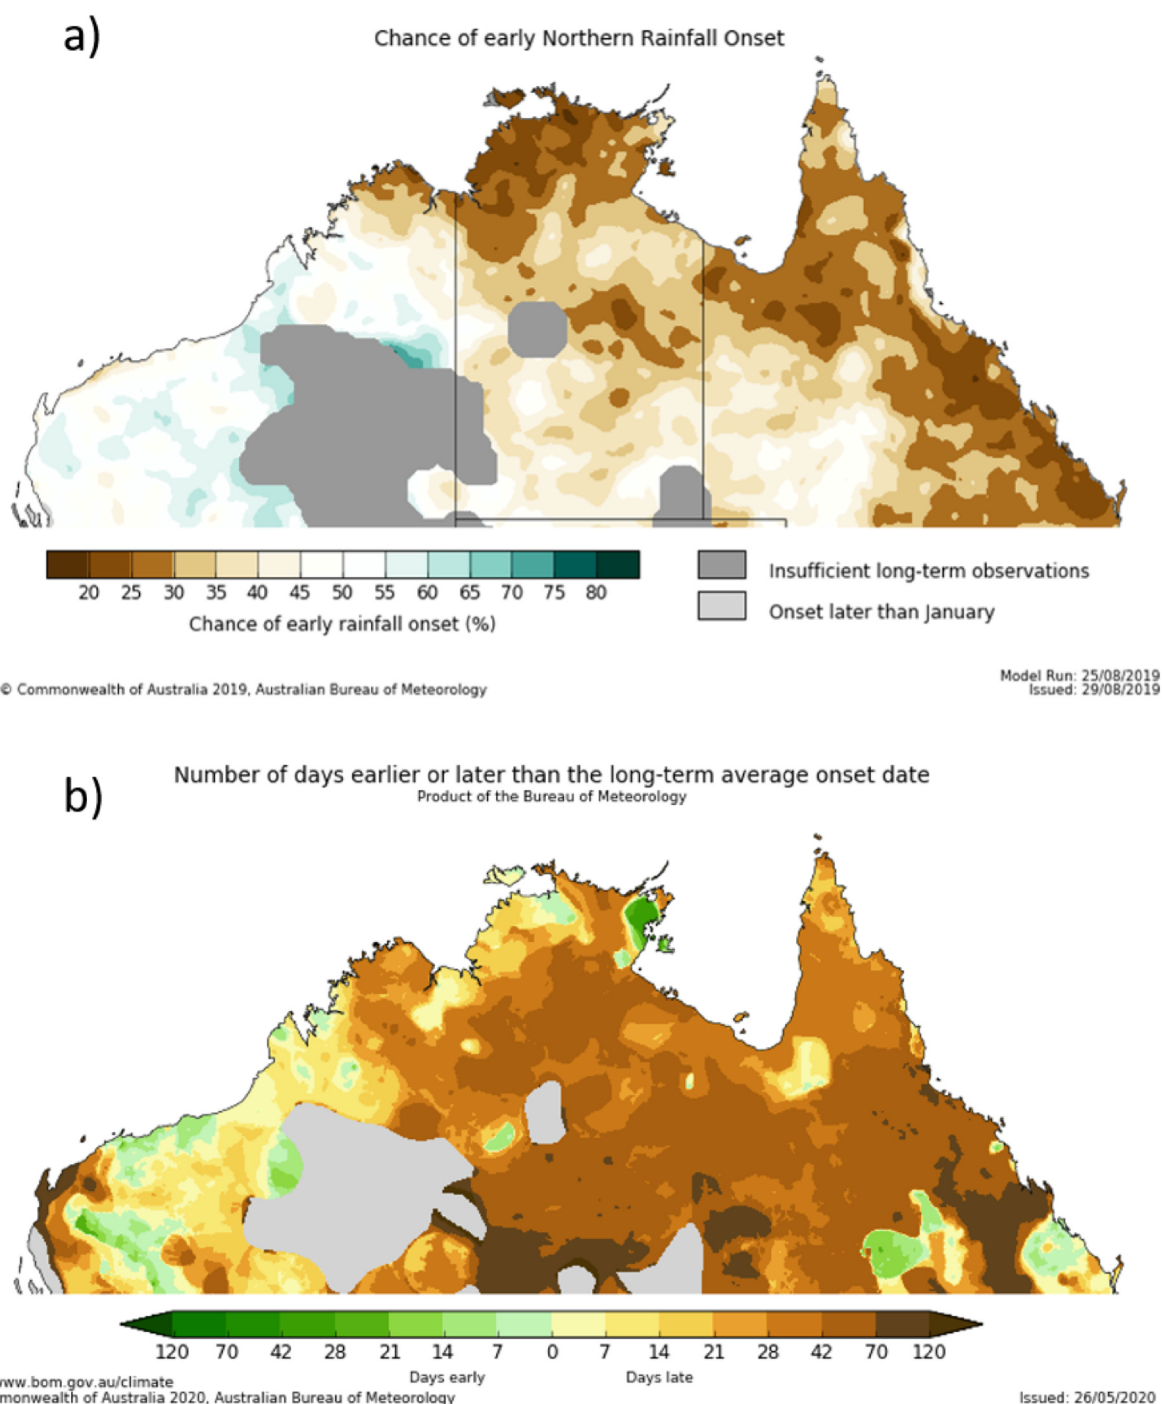 a)
Chance of early Northern Rainfall Onset
20 25 30 35 40 45 50 55 60 65 70 75 80
Chance of early rainfall onset (%)
Insufficient long-term observations
Onset later than January
Model Run: 25/08/2019
© Commonwealth of Australia 2019, Australian Bureau of Meteorology
Issued: 29/08/2019
b)
Number of days earlier or later than the long-term average onset date
Product of the Bureau of Meteorology
120 70 42 28 21 14 7 0 7 14 21 28 42 70 120
Days early Days late
ww.bom.gov.au/climate
monwealth of Australia 2020, Australian Bureau of Meteorology
Issued: 26/05/2020